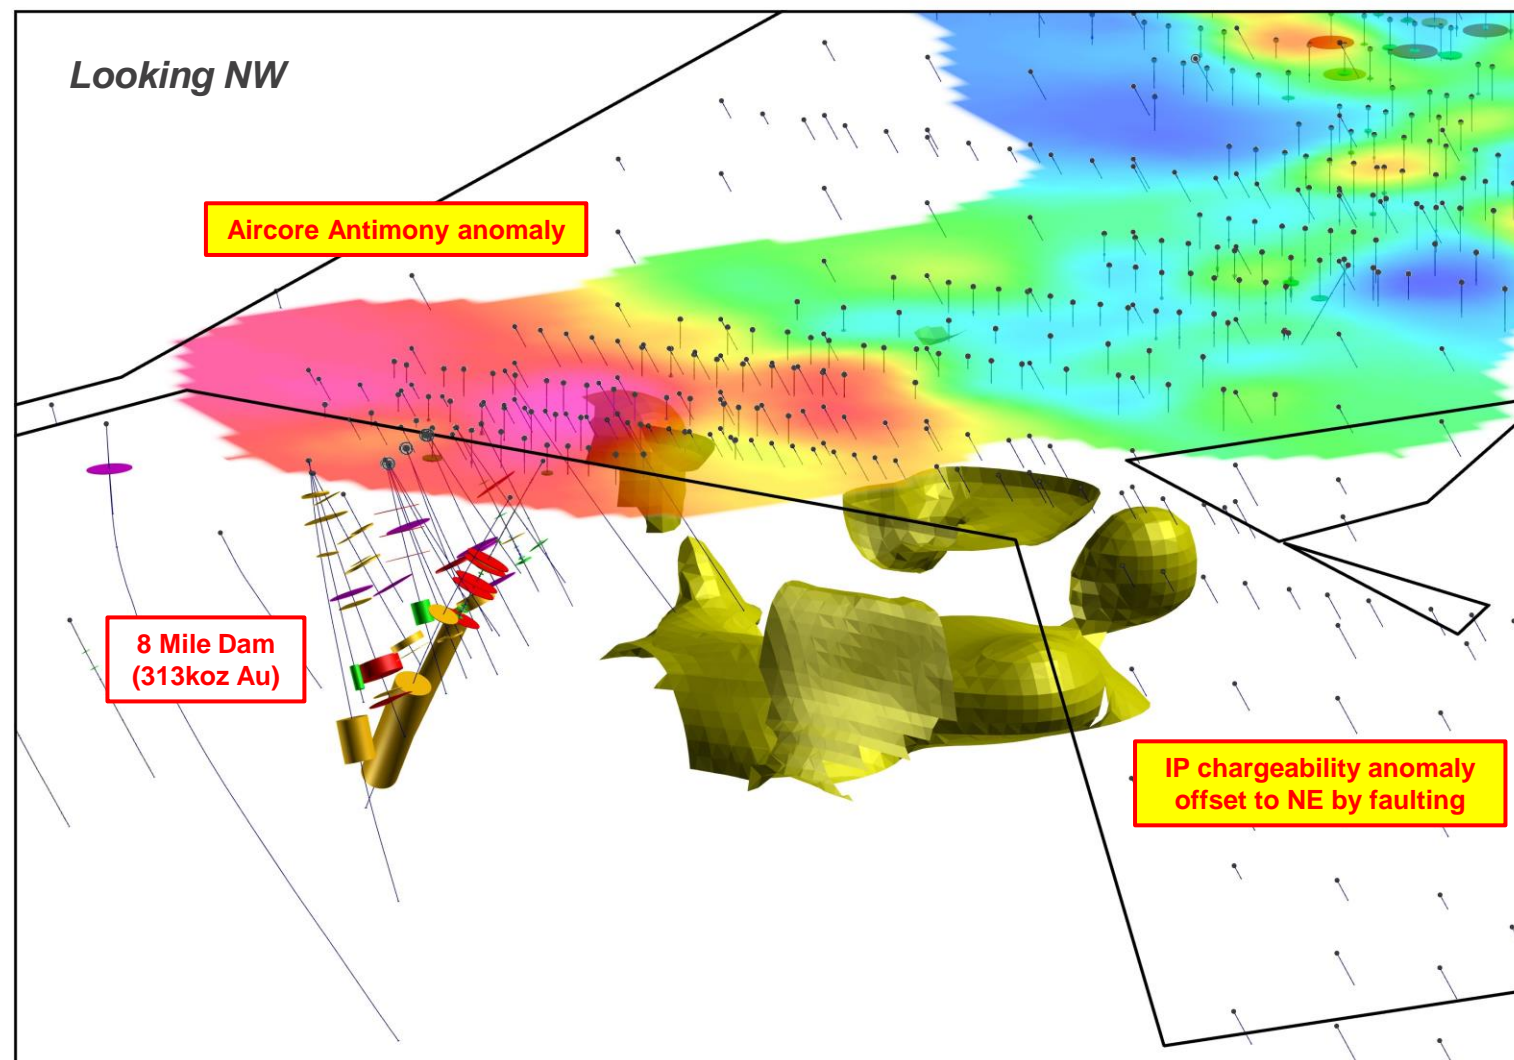 Looking NW
Aircore Antimony anomaly
8 Mile Dam
(313koz Au)
IP chargeability anomaly
offset to NE by faulting